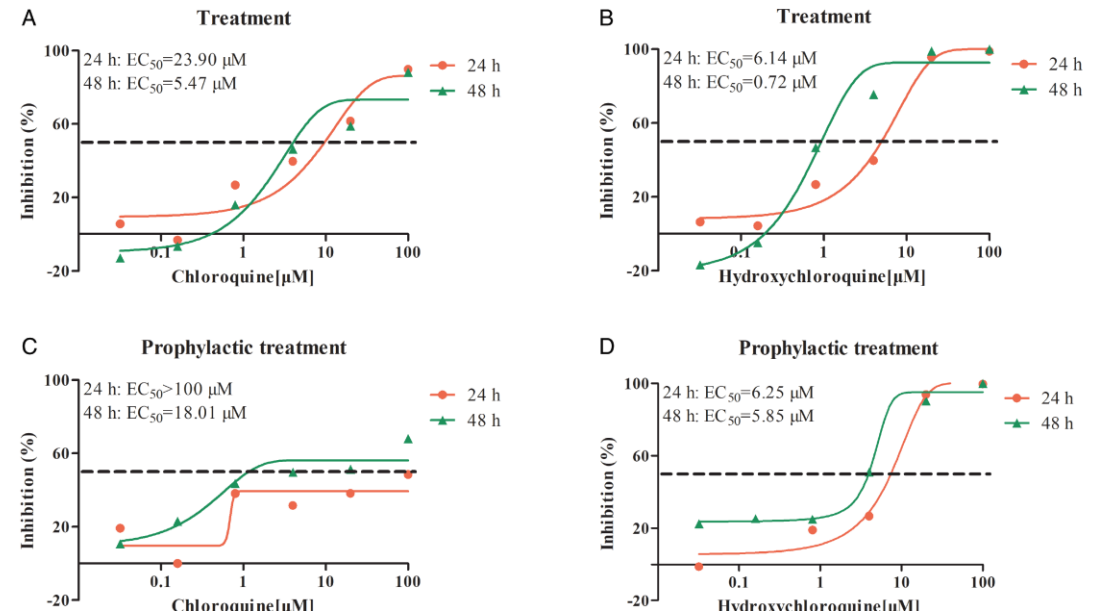 A
Treatment
24 h: EC50=23.90 μM
48 h: EC50=5.47 μM
24 h
48 h
Inhibition (%)
100
60
20
-20
0.1
1
10
100
Chloroquine[μM]
B
Treatment
24 h: EC50=6.14 μM
48 h: EC50=0.72 μM
24 h
48 h
Inhibition (%)
100
60
20
-20
0.1
1
10
100
Hydroxychloroquine[μM]
C
Prophylactic treatment
24 h: EC50>100 μM
48 h: EC50=18.01 μM
24 h
48 h
Inhibition (%)
100
60
20
-20
0.1
1
10
100
Chloroquine[μM]
D
Prophylactic treatment
24 h: EC50=6.25 μM
48 h: EC50=5.85 μM
24 h
48 h
Inhibition (%)
100
60
20
-20
0.1
1
10
100
Hydroxychloroquine[μM]